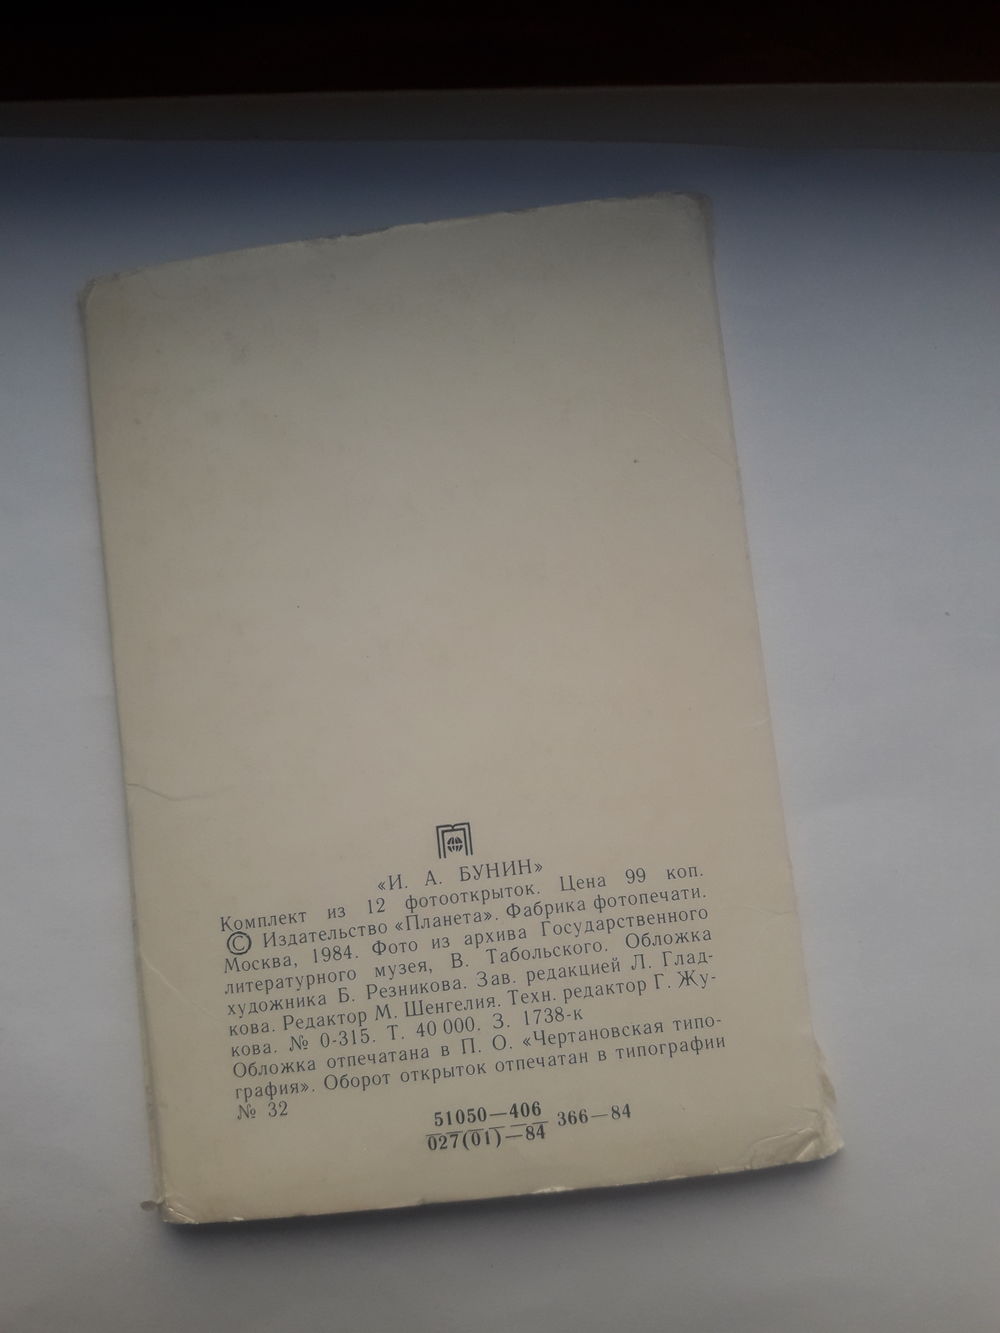 «И. А. БУНИН»
Комплект из 12 фотооткрыток. Цена 99 коп.
© Издательство «Планета». Фабрика фотопечати.
Москва, 1984. Фото из архива Государственного
литературного музея, В. Табольского. Обложка
художника Б. Резникова. Зав. редакцией Л. Глад-
кова. Редактор М. Шенгелия. Техн. редактор Г. Жу-
кова. № 0-315. Т. 40 000. З. 1738-к
Обложка отпечатана в П. О. «Чертановская типо-
графия». Оборот открыток отпечатан в типографии
№ 32
51050—406
027(01)—84 366—84